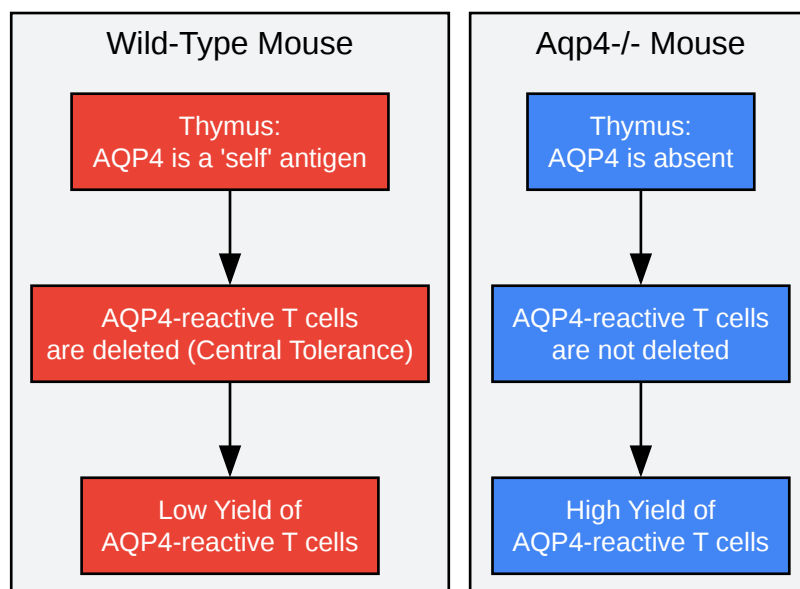 Wild-Type Mouse
Thymus:
AQP4 is a 'self' antigen
AQP4-reactive T cells
are deleted (Central Tolerance)
Low Yield of
AQP4-reactive T cells
Aqp4-/- Mouse
Thymus:
AQP4 is absent
AQP4-reactive T cells
are not deleted
High Yield of
AQP4-reactive T cells